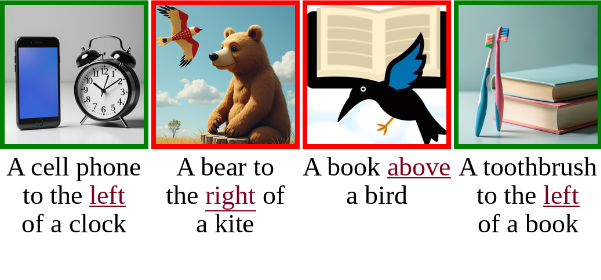 A cell phone
to the left
of a clock
A bear to
the right of
a kite
A book above
a bird
A toothbrush
to the left
of a book